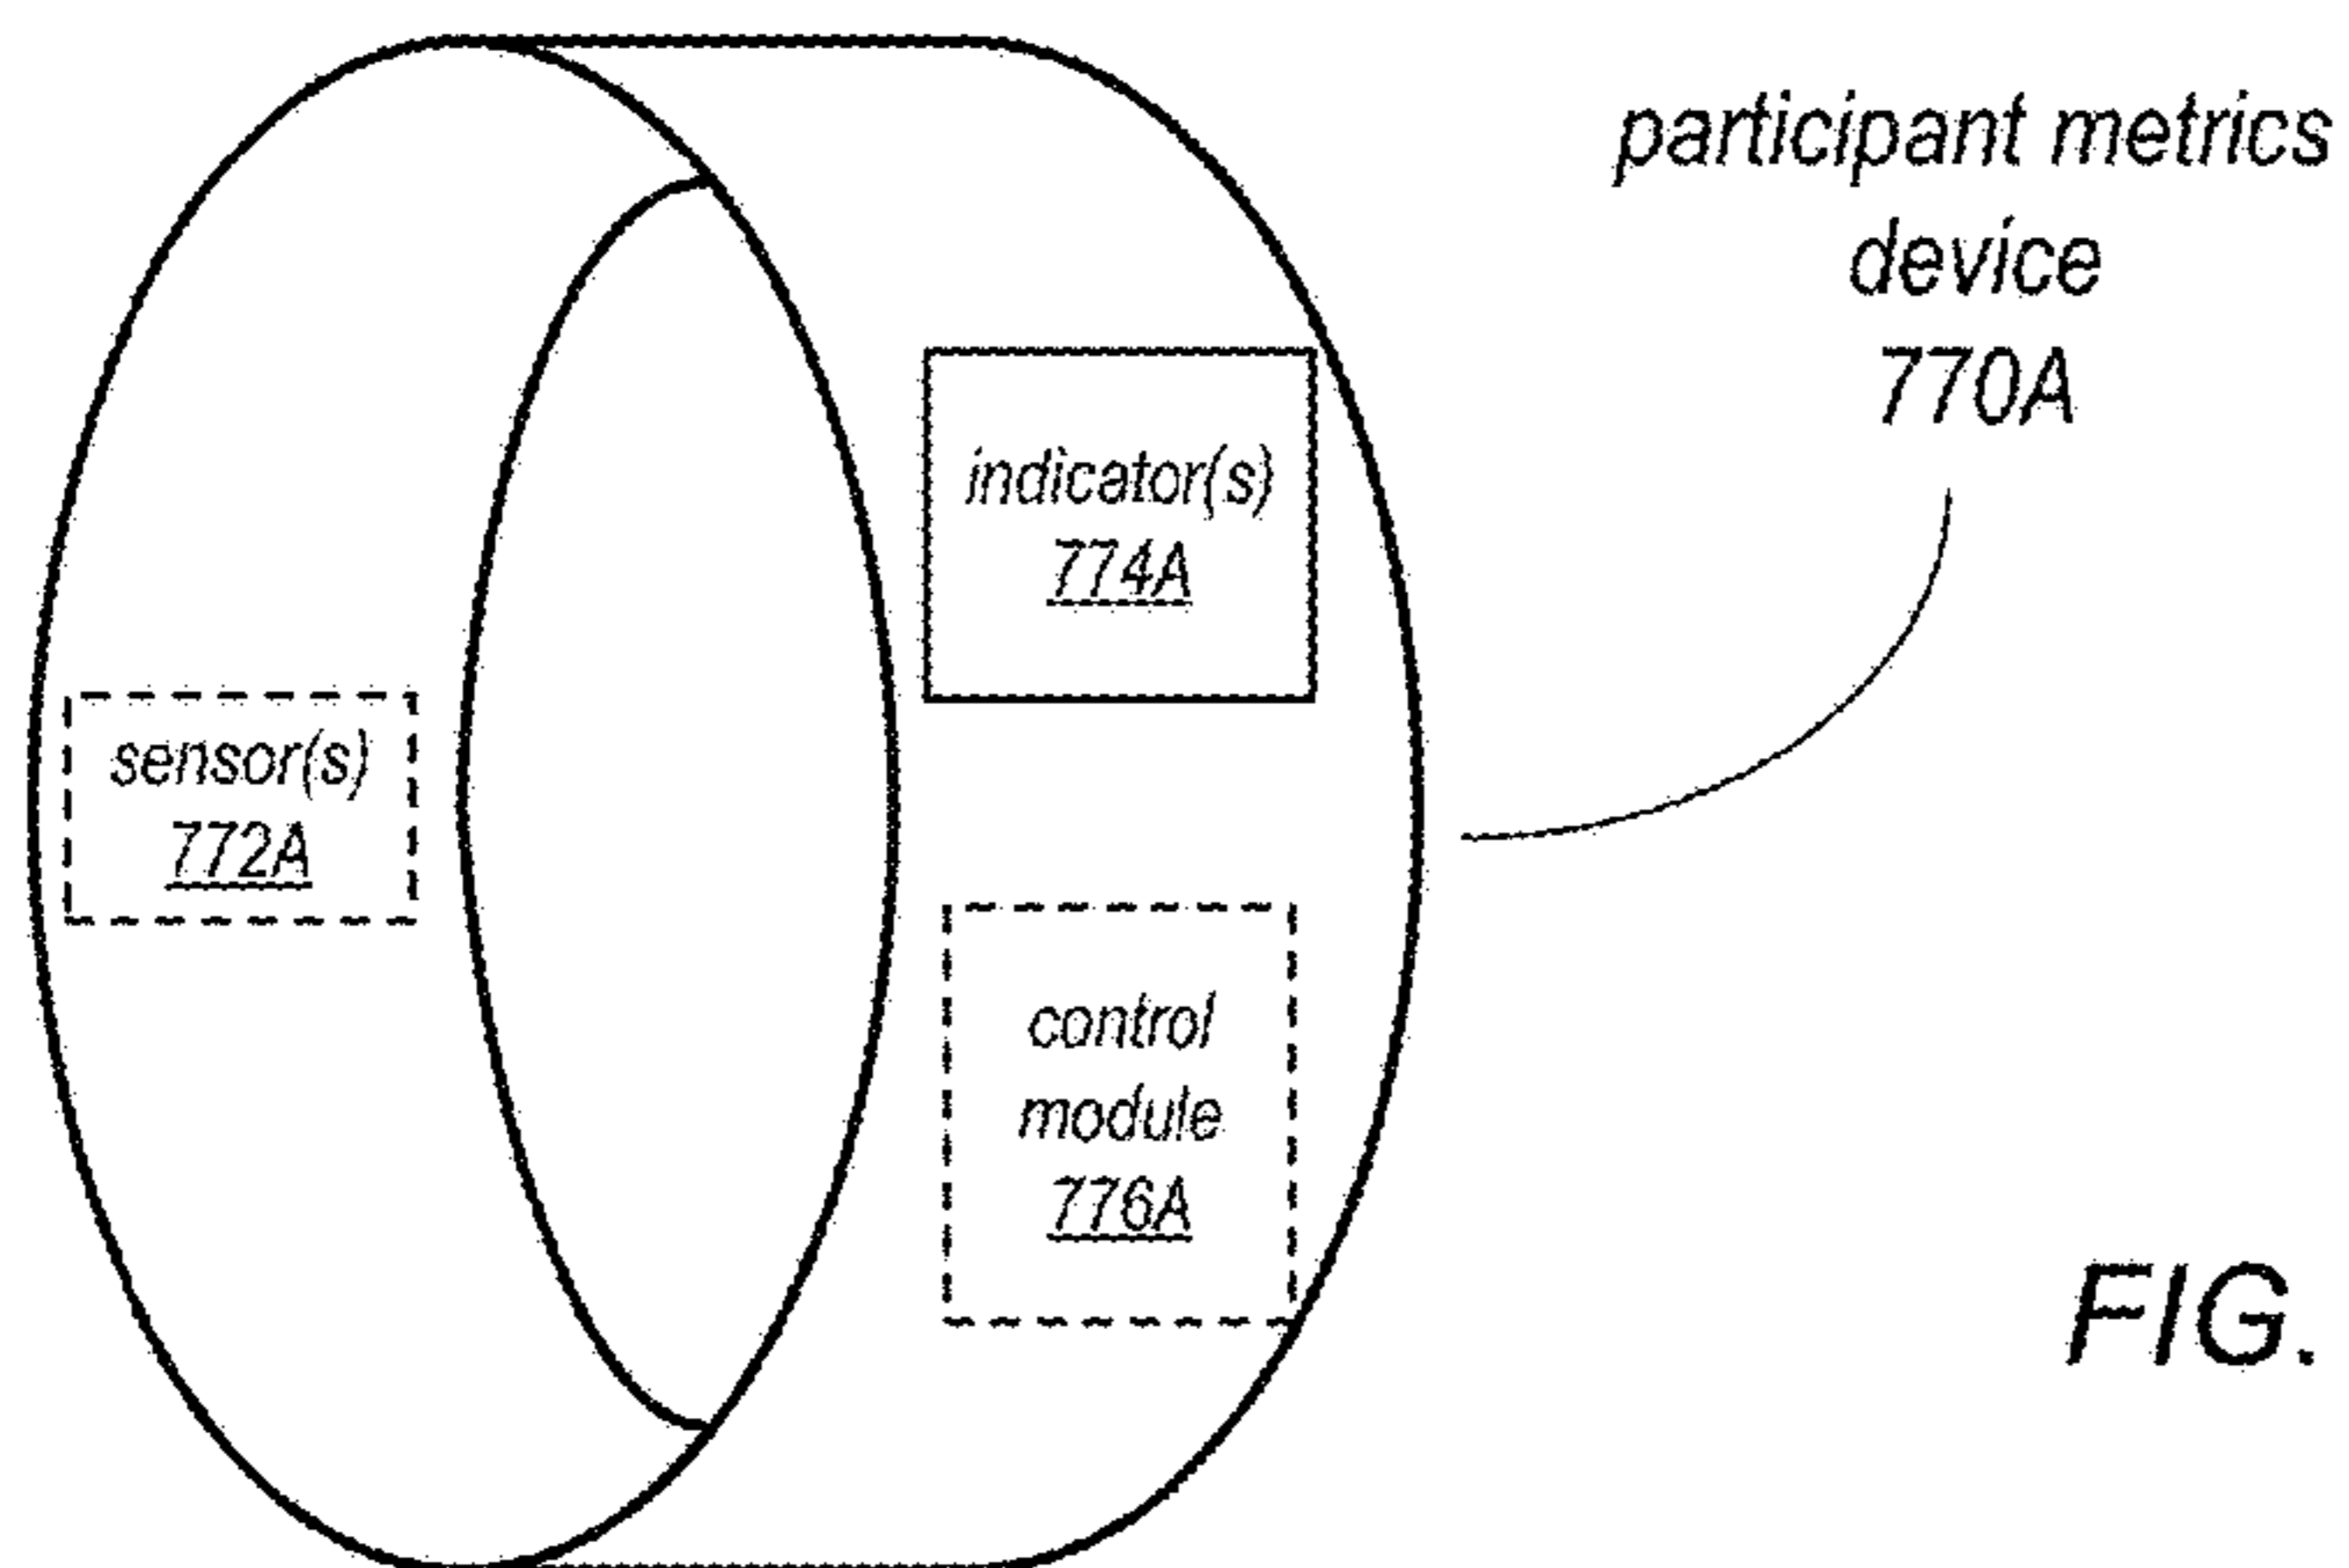 participant metrics
device
770A
indicator(s)
774A
sensor(s)
772A
control
module
776A
FIG.